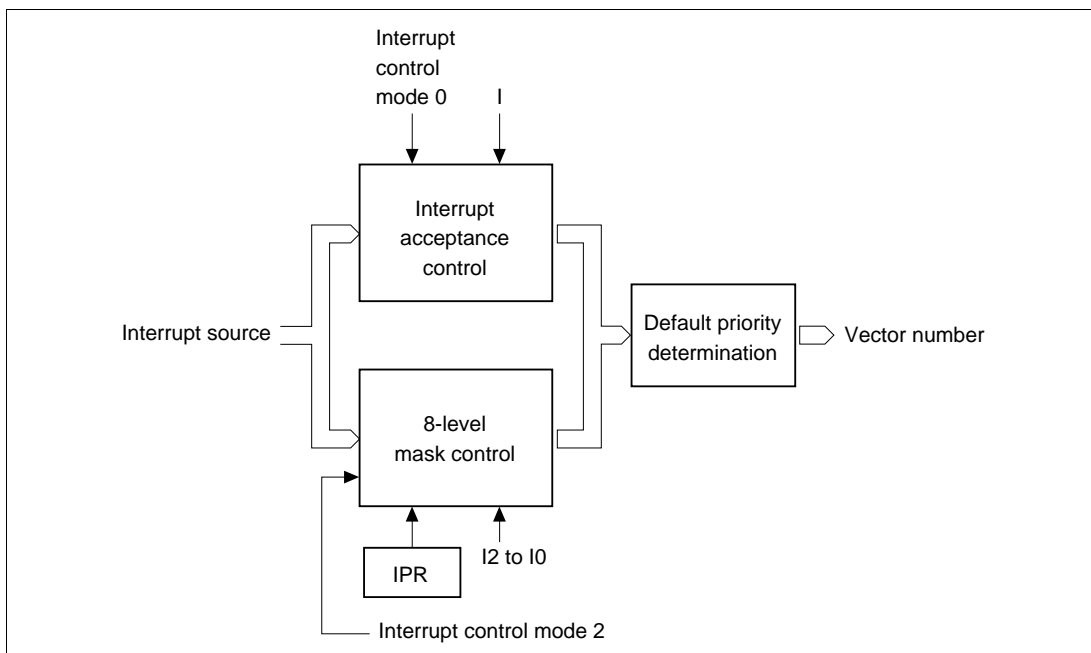 Interrupt
control
mode 0
I
Interrupt
acceptance
control
Interrupt source
Default priority
determination
Vector number
8-level
mask control
I2 to I0
IPR
Interrupt control mode 2